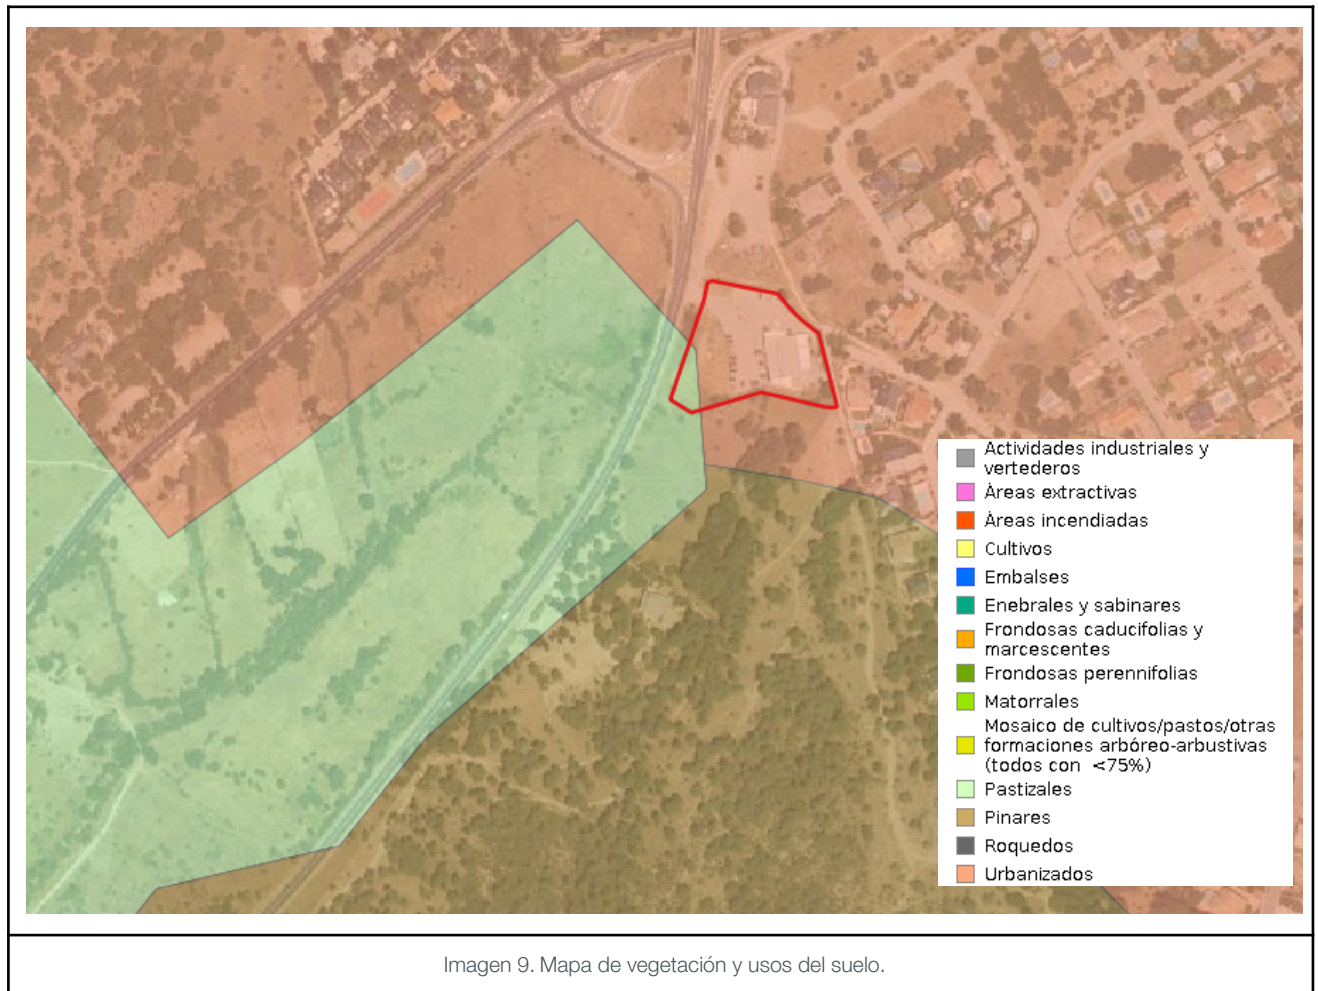 Actividades industriales y
vertederos
Áreas extractivas
Áreas incendiadas
Cultivos
Embalses
Enebrales y sabinares
Frondosas caducifolias y
marcescentes
Frondosas perennifolias
Matorrales
Mosaico de cultivos/pastos/otras
formaciones arbóreo-arbustivas
(todos con <75%)
Pastizales
Pinares
Roquedos
Urbanizados
Imagen 9. Mapa de vegetación y usos del suelo.